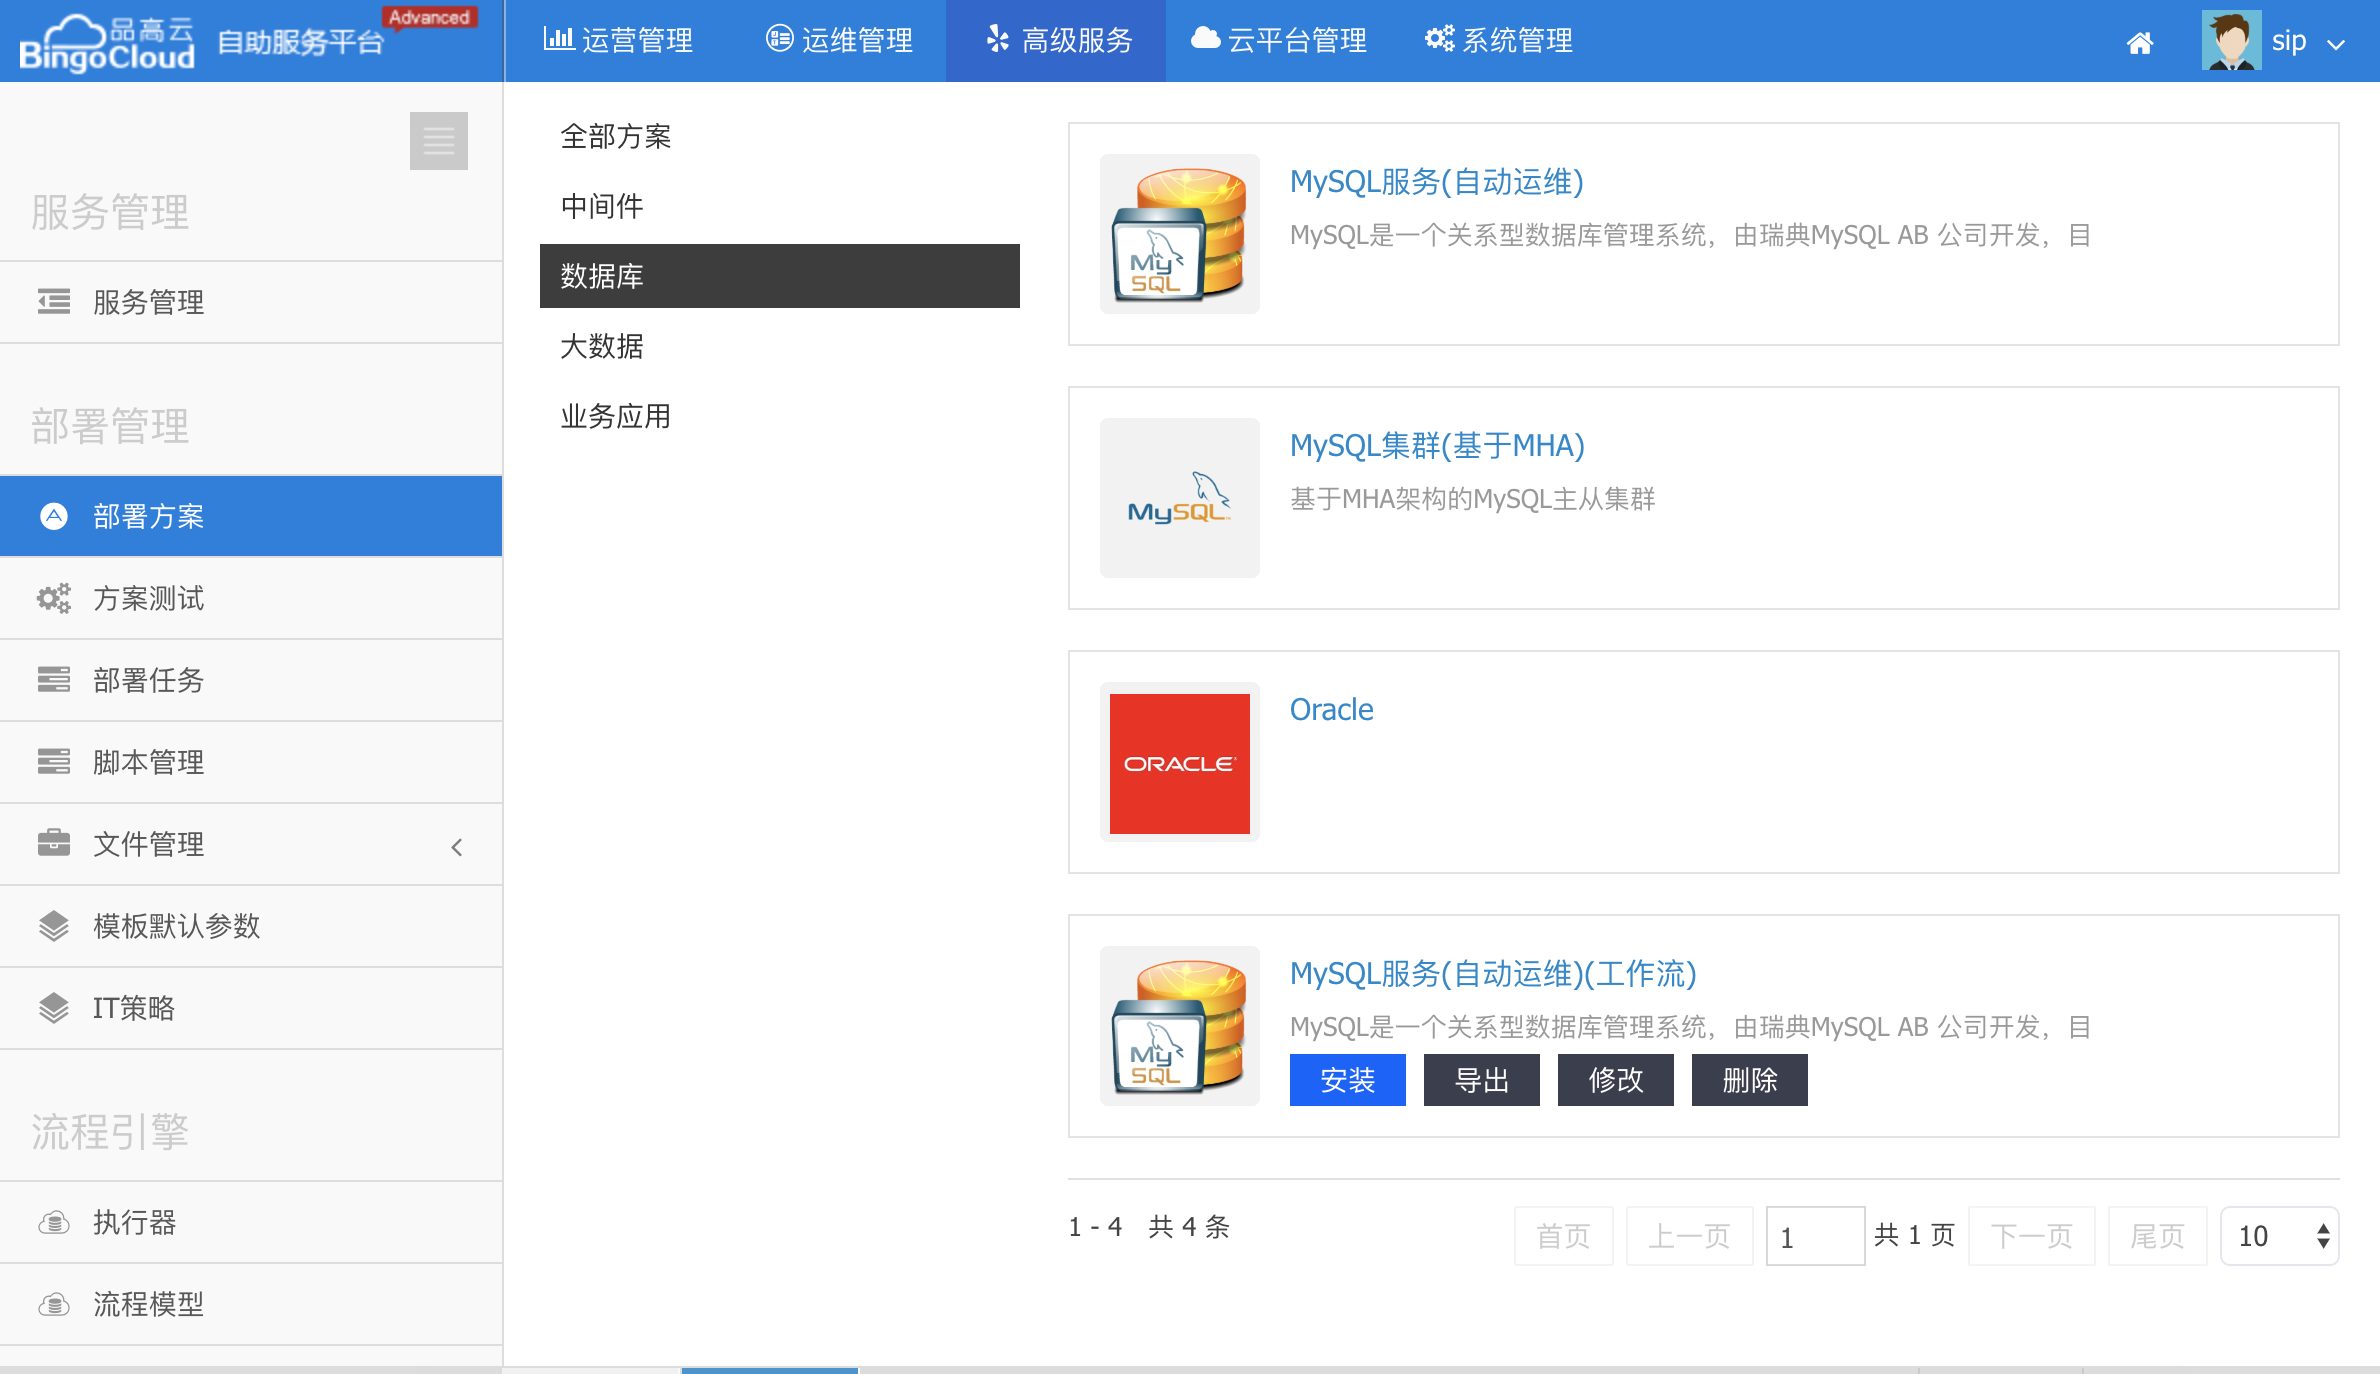 品高云
BingoCloud
自助服务平台
Advanced
运营管理
运维管理
高级服务
云平台管理
系统管理
sip
服务管理
服务管理
部署管理
部署方案
方案测试
部署任务
脚本管理
文件管理
模板默认参数
IT策略
流程引擎
执行器
流程模型
全部方案
中间件
数据库
大数据
业务应用
My
SQL
MySQL服务(自动运维)
MySQL是一个关系型数据库管理系统，由瑞典MySQL AB 公司开发，目
MySQL
MySQL集群(基于MHA)
基于MHA架构的MySQL主从集群
ORACLE
Oracle
My
SQL
MySQL服务(自动运维)(工作流)
MySQL是一个关系型数据库管理系统，由瑞典MySQL AB 公司开发，目
安装 导出 修改 删除
1 - 4 共 4 条
首页 上一页 1 共 1 页 下一页 尾页 10